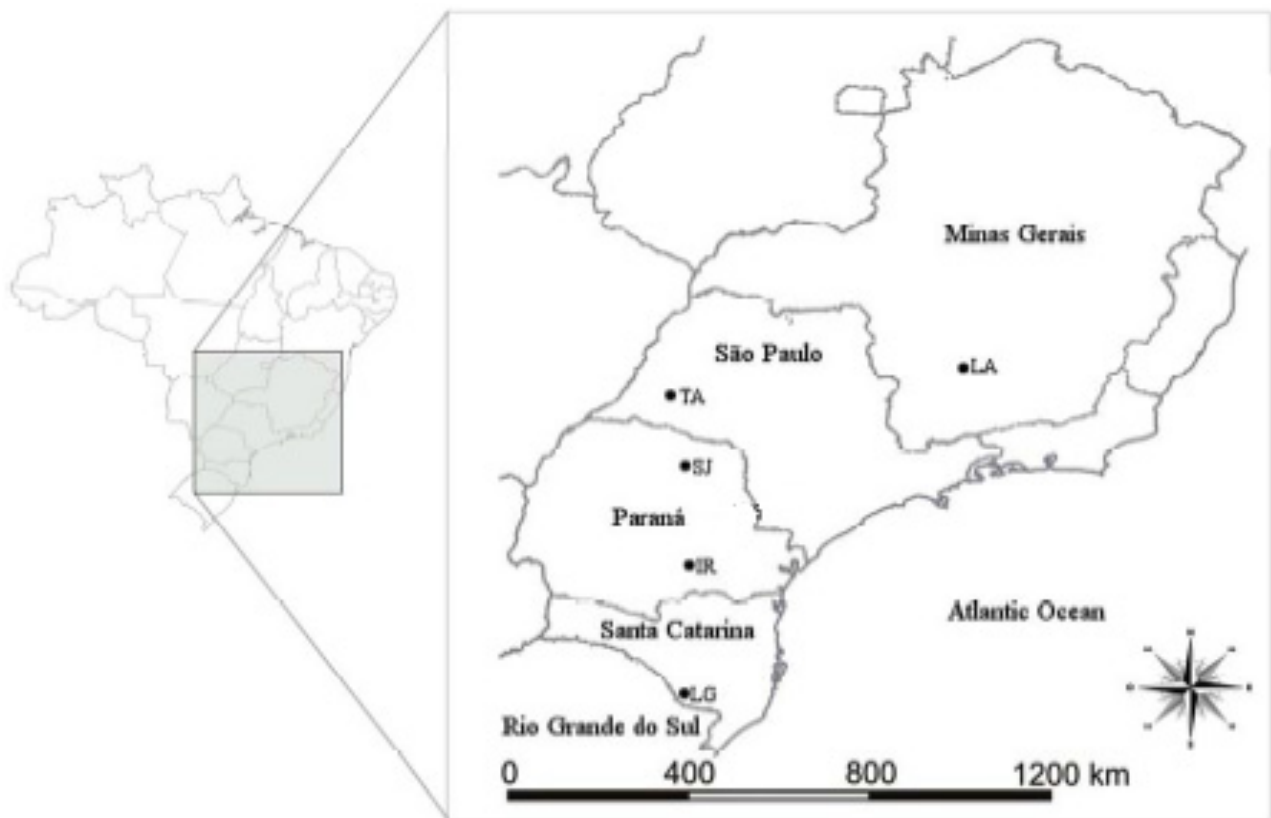 Minas Gerais
São Paulo
LA
TA
SJ
Paraná
IR
Atlantic Ocean
Santa Catarina
LG
Rio Grande do Sul
0 400 800 1200 km